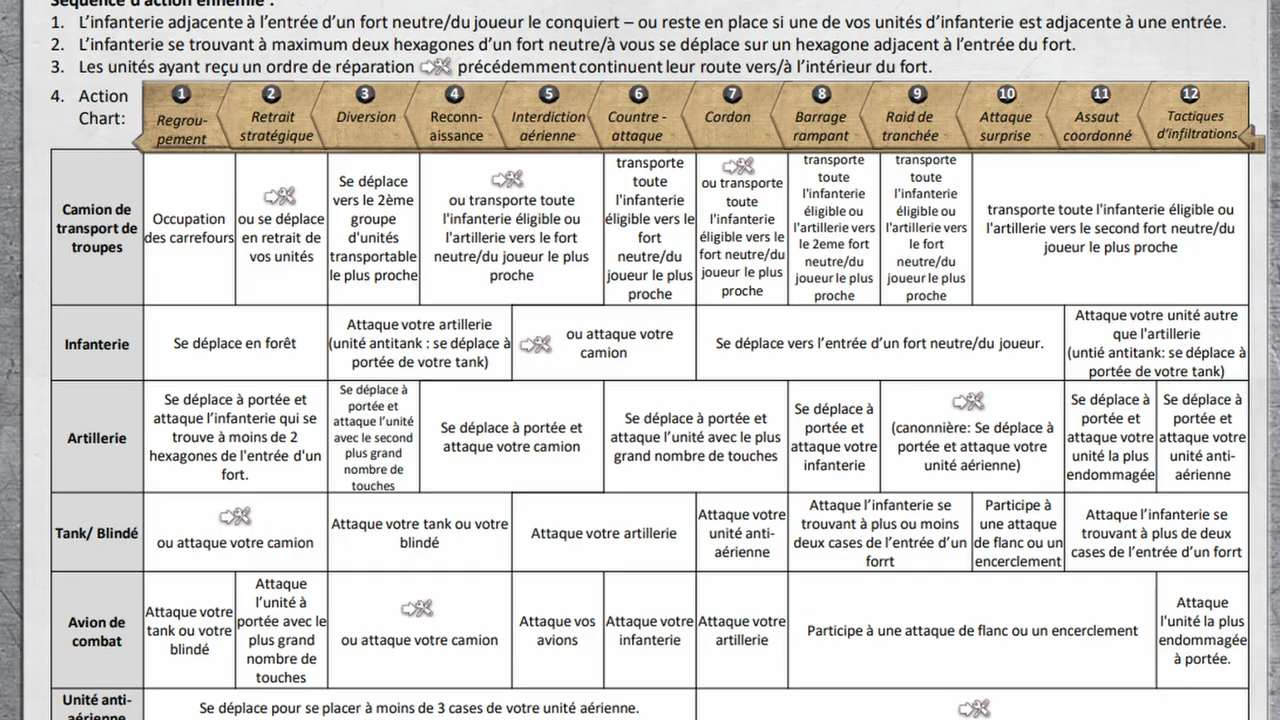 Séquence d'action ennemie :
1. L'infanterie adjacente à l'entrée d'un fort neutre/du joueur le conquiert – ou reste en place si une de vos unités d'infanterie est adjacente à une entrée.
2. L'infanterie se trouvant à maximum deux hexagones d'un fort neutre/à vous se déplace sur un hexagone adjacent à l'entrée du fort.
3. Les unités ayant reçu un ordre de réparation précédemment continuent leur route vers/à l'intérieur du fort.
4. Action
Chart:
1 2 3 4 5 6 7 8 9 10 11 12
Regrou-
pement
Retrait
stratégique
Diversion
Reconn-
aissance
Interdiction
aérienne
Countre -
attaque
Cordon
Barrage
rampant
Raid de
tranchée
Attaque
surprise
Assaut
coordonné
Tactiques
d'infiltrations
Camion de
transport de
troupes
Occupation
des carrefours
ou se déplace
en retrait de
vos unités
Se déplace
vers le 2ème
groupe
d'unités
transportable
le plus proche
ou transporte toute
l'infanterie éligible ou
l'artillerie vers le fort
neutre/du joueur le plus
proche
transporte
toute
l'infanterie
éligible vers le
fort
neutre/du
joueur le plus
proche
ou transporte
toute
l'infanterie
éligible vers le
fort neutre/du
joueur le plus
proche
transporte
toute
l'infanterie
éligible ou
l'artillerie vers
le 2eme fort
neutre/du
joueur le plus
proche
transporte
toute
l'infanterie
éligible ou
l'artillerie vers
le fort
neutre/du
joueur le plus
proche
transporte toute l'infanterie éligible ou
l'artillerie vers le second fort neutre/du
joueur le plus proche
Infanterie
Se déplace en forêt
Attaque votre artillerie
(unité antitank : se déplace à
portée de votre tank)
ou attaque votre
camion
Se déplace vers l'entrée d'un fort neutre/du joueur.
Attaque votre unité autre
que l'artillerie
(untié antitank: se déplace à
portée de votre tank)
Artillerie
Se déplace à portée et
attaque l'infanterie qui se
trouve à moins de 2
hexagones de l'entrée d'un
fort.
Se déplace à
portée et
attaque l'unité
avec le second
plus grand
nombre de
touches
Se déplace à portée et
attaque votre camion
Se déplace à portée et
attaque l'unité avec le plus
grand nombre de touches
Se déplace à
portée et
attaque votre
infanterie
(canonnière: Se déplace à
portée et attaque votre
unité aérienne)
Se déplace à
portée et
attaque votre
unité la plus
endommagée
Se déplace à
portée et
attaque votre
unité anti-
aérienne
Tank/ Blindé
ou attaque votre camion
Attaque votre tank ou votre
blindé
Attaque votre artillerie
Attaque votre
unité anti-
aérienne
Attaque l'infanterie se
trouvant à plus ou moins
deux cases de l'entrée d'un
forrt
Participe à
une attaque
de flanc ou un
encerclement
Attaque l'infanterie se
trouvant à plus de deux
cases de l'entrée d'un forrt
Avion de
combat
Attaque votre
tank ou votre
blindé
Attaque
l'unité à
portée avec le
plus grand
nombre de
touches
ou attaque votre camion
Attaque vos
avions
Attaque votre
infanterie
Attaque votre
artillerie
Participe à une attaque de flanc ou un encerclement
Attaque
l'unité la plus
endommagée
à portée.
Unité anti-
aérienne
Se déplace pour se placer à moins de 3 cases de votre unité aérienne.